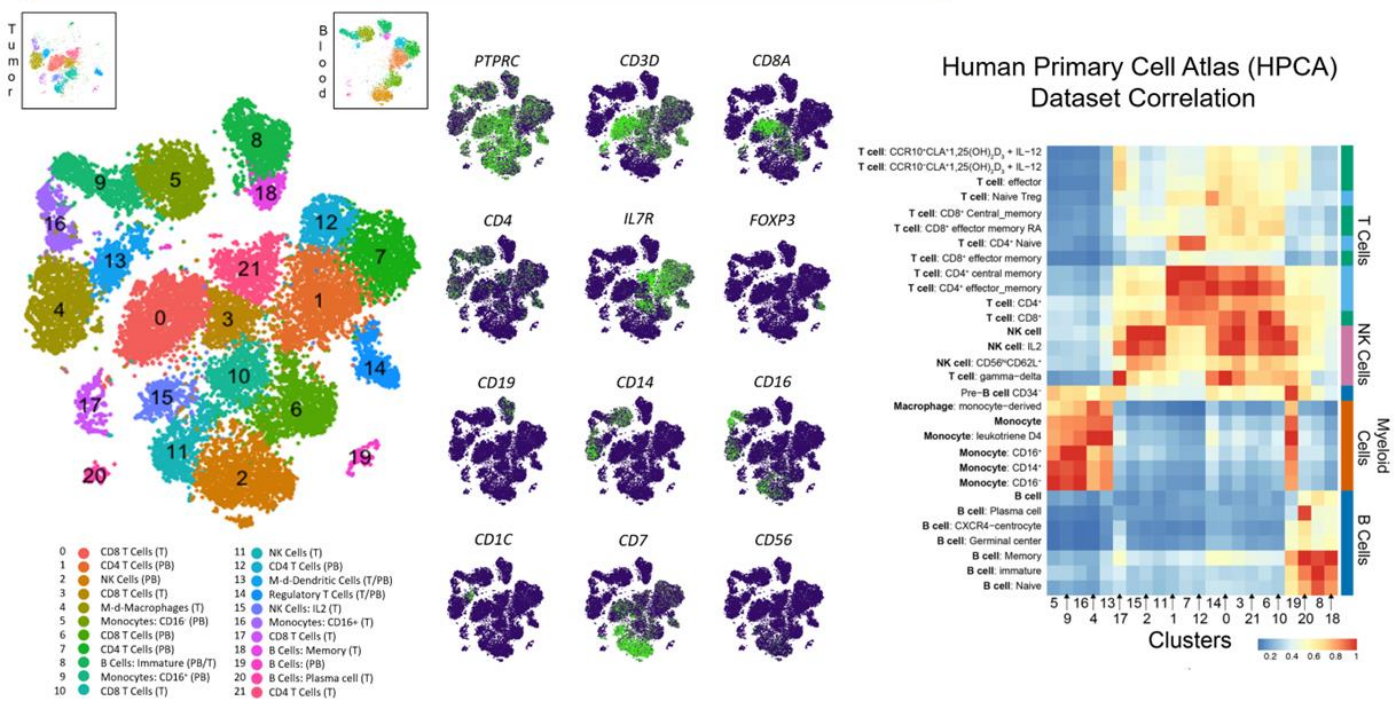 Tumor
Blood
8
18
5
9
16
12
7
13
21
1
4
0
3
14
10
15
17
6
11
2
19
20
0 CD8 T Cells (T)
1 CD4 T Cells (PB)
2 NK Cells (PB)
3 CD8 T Cells (T)
4 M-d-Macrophages (T)
5 Monocytes: CD16⁻ (PB)
6 CD8 T Cells (PB)
7 CD4 T Cells (PB)
8 B Cells: Immature (PB/T)
9 Monocytes: CD16⁺ (PB)
10 CD8 T Cells (T)
11 NK Cells (T)
12 CD4 T Cells (PB)
13 M-d-Dendritic Cells (T/PB)
14 Regulatory T Cells (T/PB)
15 NK Cells: IL2 (T)
16 Monocytes: CD16+ (T)
17 CD8 T Cells (T)
18 B Cells: Memory (T)
19 B Cells: (PB)
20 B Cells: Plasma cell (T)
21 CD4 T Cells (T)
PTPRC CD3D CD8A
CD4 IL7R FOXP3
CD19 CD14 CD16
CD1C CD7 CD56
Human Primary Cell Atlas (HPCA)
Dataset Correlation
T cell: CCR10⁺CLA⁺1,25(OH)₂D₃ + IL−12
T cell: CCR10⁻CLA⁺1,25(OH)₂D₃ + IL−12
T cell: effector
T cell: Naive Treg
T cell: CD8⁺ Central_memory
T cell: CD8⁺ effector memory RA
T cell: CD4⁺ Naive
T cell: CD8⁺ effector memory
T cell: CD4⁺ central memory
T cell: CD4⁺ effector_memory
T cell: CD4⁺
T cell: CD8⁺
NK cell
NK cell: IL2
NK cell: CD56ʰⁱCD62L⁺
T cell: gamma−delta
Pre−B cell CD34⁻
Macrophage: monocyte-derived
Monocyte
Monocyte: leukotriene D4
Monocyte: CD16⁺
Monocyte: CD14⁺
Monocyte: CD16⁻
B cell
B cell: Plasma cell
B cell: CXCR4−centrocyte
B cell: Germinal center
B cell: Memory
B cell: immature
B cell: Naive
T Cells
NK Cells
Myeloid
Cells
B Cells
5 16 13 15 11 7 14 3 6 19 8
9 4 17 2 1 12 0 21 10 20 18
Clusters
0.2 0.4 0.6 0.8 1